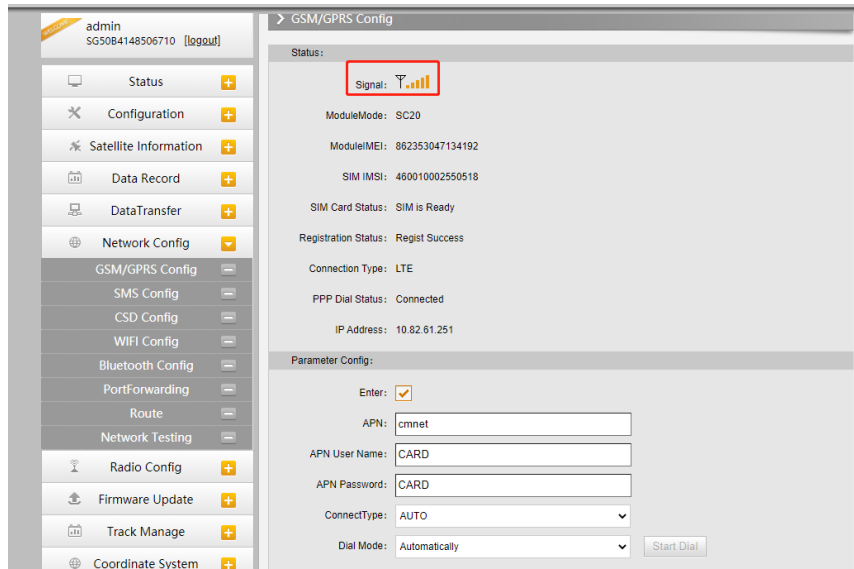 WELCOME
admin
SG50B4148506710 [logout]
Status
Configuration
Satellite Information
Data Record
DataTransfer
Network Config
GSM/GPRS Config
SMS Config
CSD Config
WIFI Config
Bluetooth Config
PortForwarding
Route
Network Testing
Radio Config
Firmware Update
Track Manage
Coordinate System
GSM/GPRS Config
Status:
Signal:
ModuleMode: SC20
ModuleIMEI: 862353047134192
SIM IMSI: 460010002550518
SIM Card Status: SIM is Ready
Registration Status: Regist Success
Connection Type: LTE
PPP Dial Status: Connected
IP Address: 10.82.61.251
Parameter Config:
Enter:
APN: cmnet
APN User Name: CARD
APN Password: CARD
ConnectType: AUTO
Dial Mode: Automatically Start Dial